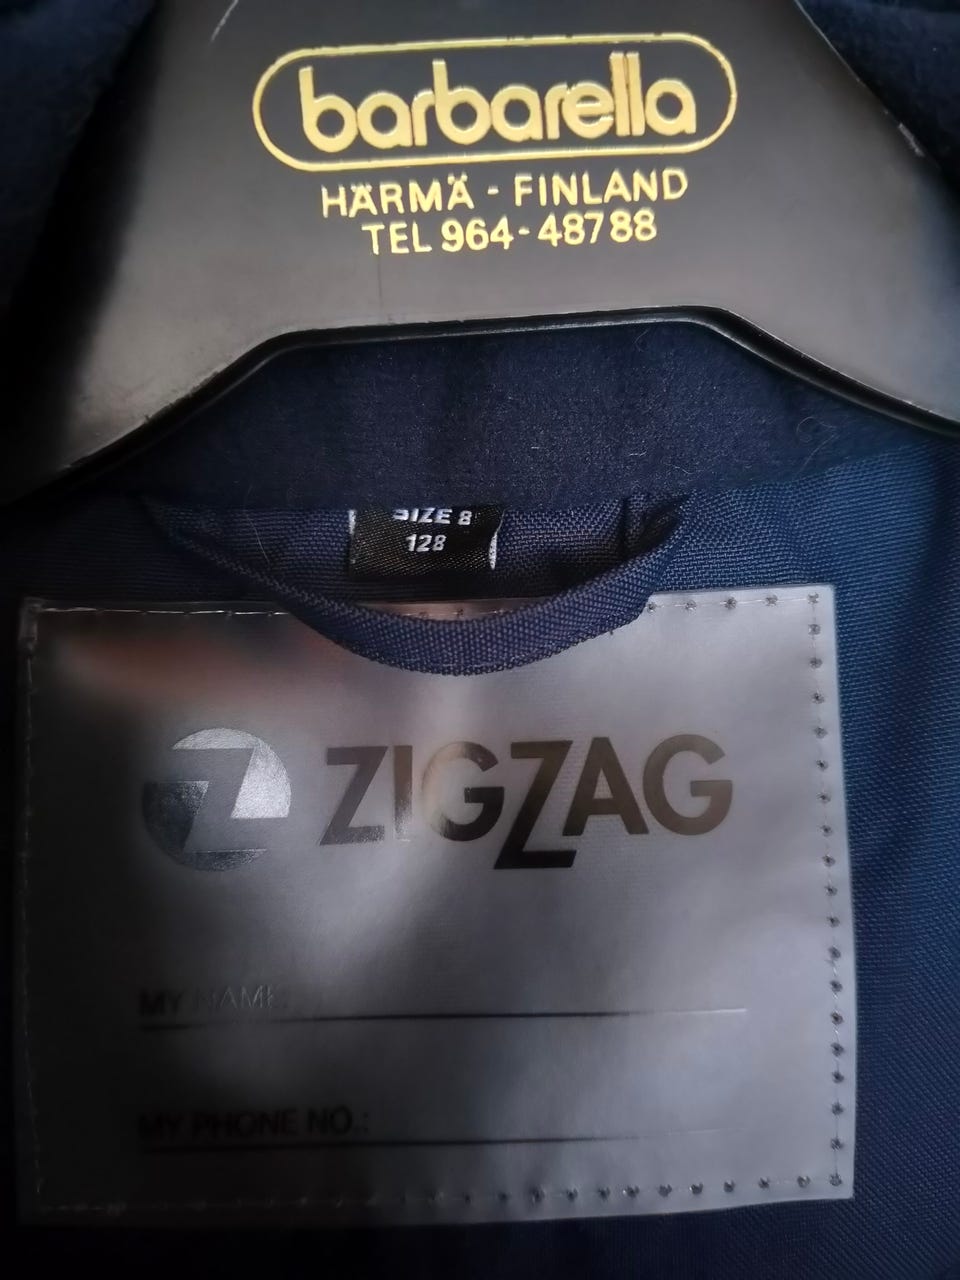 barbarella
HÄRMÄ - FINLAND
TEL 964-48788
SIZE 8
128
Z ZIGZAG
MY NAME:
MY PHONE NO.: